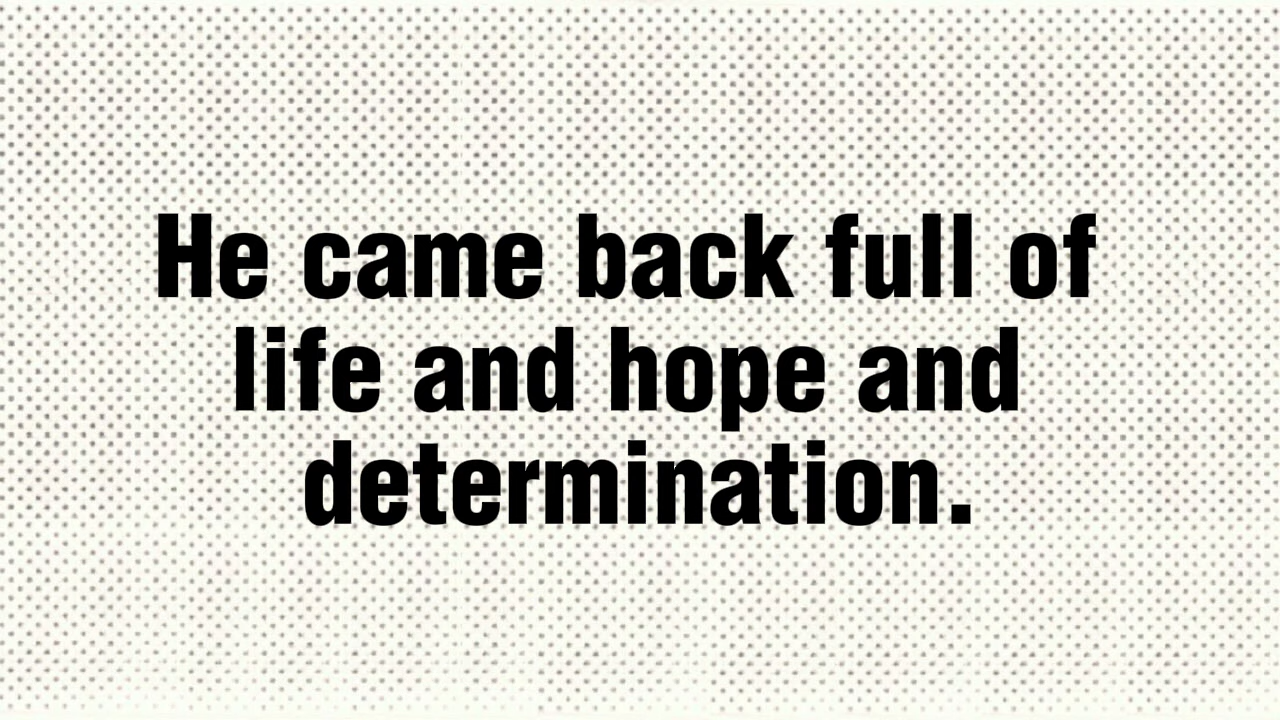 He came back full of
life and hope and
determination.